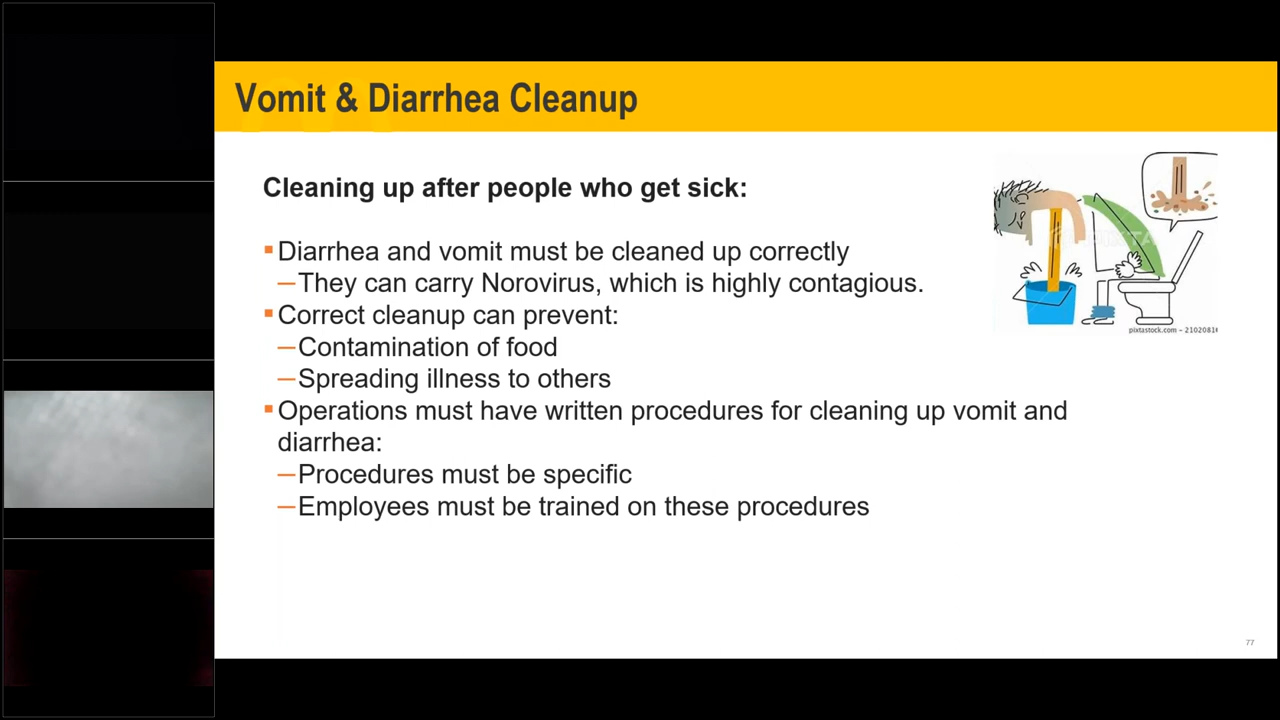 Vomit & Diarrhea Cleanup
Cleaning up after people who get sick:
Diarrhea and vomit must be cleaned up correctly
–They can carry Norovirus, which is highly contagious.
Correct cleanup can prevent:
–Contamination of food
–Spreading illness to others
Operations must have written procedures for cleaning up vomit and
diarrhea:
–Procedures must be specific
–Employees must be trained on these procedures
pixtastock.com -
77